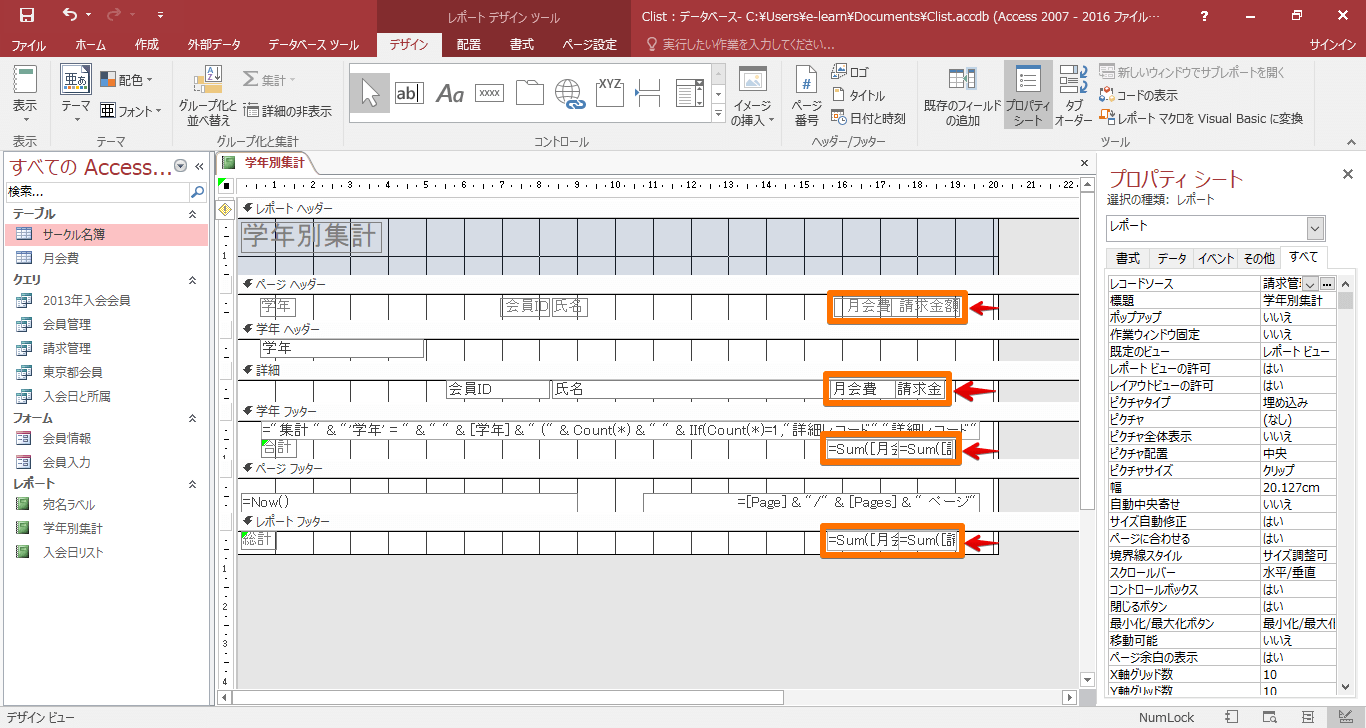 レポート デザイン ツール
Clist : データベース- C:¥Users¥e-learn¥Documents¥Clist.accdb (Access 2007 - 2016 ファイル…
?
ファイル ホーム 作成 外部データ データベース ツール デザイン 配置 書式 ページ設定 実行したい作業を入力してください... サインイン
表示
表示
亜あ
テーマ
配色
フォント
テーマ
グループ化と
並べ替え
Σ 集計
詳細の非表示
グループ化と集計
ab| Aa xxxx XYZ
コントロール
イメージ
の挿入
ページ
番号
ロゴ
タイトル
日付と時刻
ヘッダー/フッター
既存のフィールド
の追加
プロパティ
シート
タブ
オーダー
新しいウィンドウでサブレポートを開く
コードの表示
レポート マクロを Visual Basic に変換
ツール
すべての Access...
検索...
テーブル
サークル名簿
月会費
クエリ
2013年入会会員
会員管理
請求管理
東京都会員
入会日と所属
フォーム
会員情報
会員入力
レポート
宛名ラベル
学年別集計
入会日リスト
学年別集計
1 2 3 4 5 6 7 8 9 10 11 12 13 14 15 16 17 18 19 20 21 22
レポート ヘッダー
学年別集計
1
ページ ヘッダー
学年 会員ID 氏名 月会費 請求金額
学年 ヘッダー
学年
詳細
会員ID 氏名 月会費 請求金
学年 フッター
="集計 " & "'学年' = " & " " & [学年] & " (" & Count(*) & " " & IIf(Count(*)=1,"詳細レコード","詳細レコード"
合計 =Sum([月会 =Sum([請
ページ フッター
=Now() =[Page] & "/" & [Pages] & " ページ"
レポート フッター
総計 =Sum([月会 =Sum([請
1
2
3
4
プロパティ シート
選択の種類: レポート
レポート
書式 データ イベント その他 すべて
レコードソース 請求管
標題 学年別集計
ポップアップ いいえ
作業ウィンドウ固定 いいえ
既定のビュー レポート ビュー
レポート ビューの許可 はい
レイアウトビューの許可 はい
ピクチャタイプ 埋め込み
ピクチャ (なし)
ピクチャ全体表示 いいえ
ピクチャ配置 中央
ピクチャサイズ クリップ
幅 20.127cm
自動中央寄せ いいえ
サイズ自動修正 はい
ページに合わせる はい
境界線スタイル サイズ調整可
スクロールバー 水平/垂直
コントロールボックス はい
閉じるボタン はい
最小化/最大化ボタン 最小化/最大化
移動可能 いいえ
ページ余白の表示 はい
X軸グリッド数 10
Y軸グリッド数 10
デザイン ビュー
NumLock